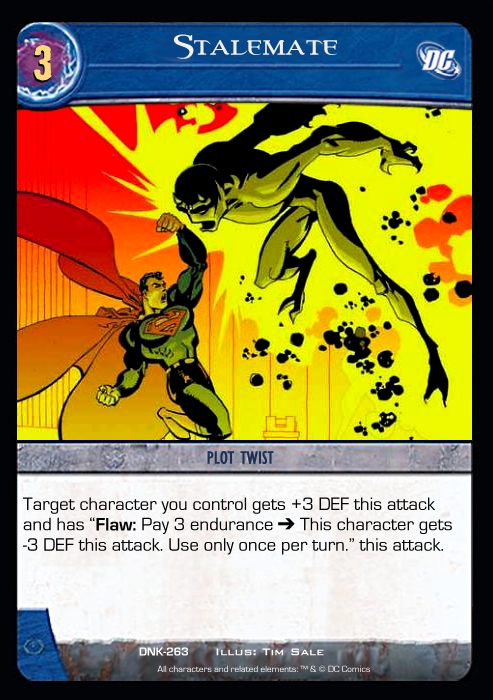 3
STALEMATE
DC
PLOT TWIST
Target character you control gets +3 DEF this attack
and has “Flaw: Pay 3 endurance ➔ This character gets
-3 DEF this attack. Use only once per turn.” this attack.
DNK-263 ILLUS: TIM SALE
All characters and related elements: ™ & © DC Comics